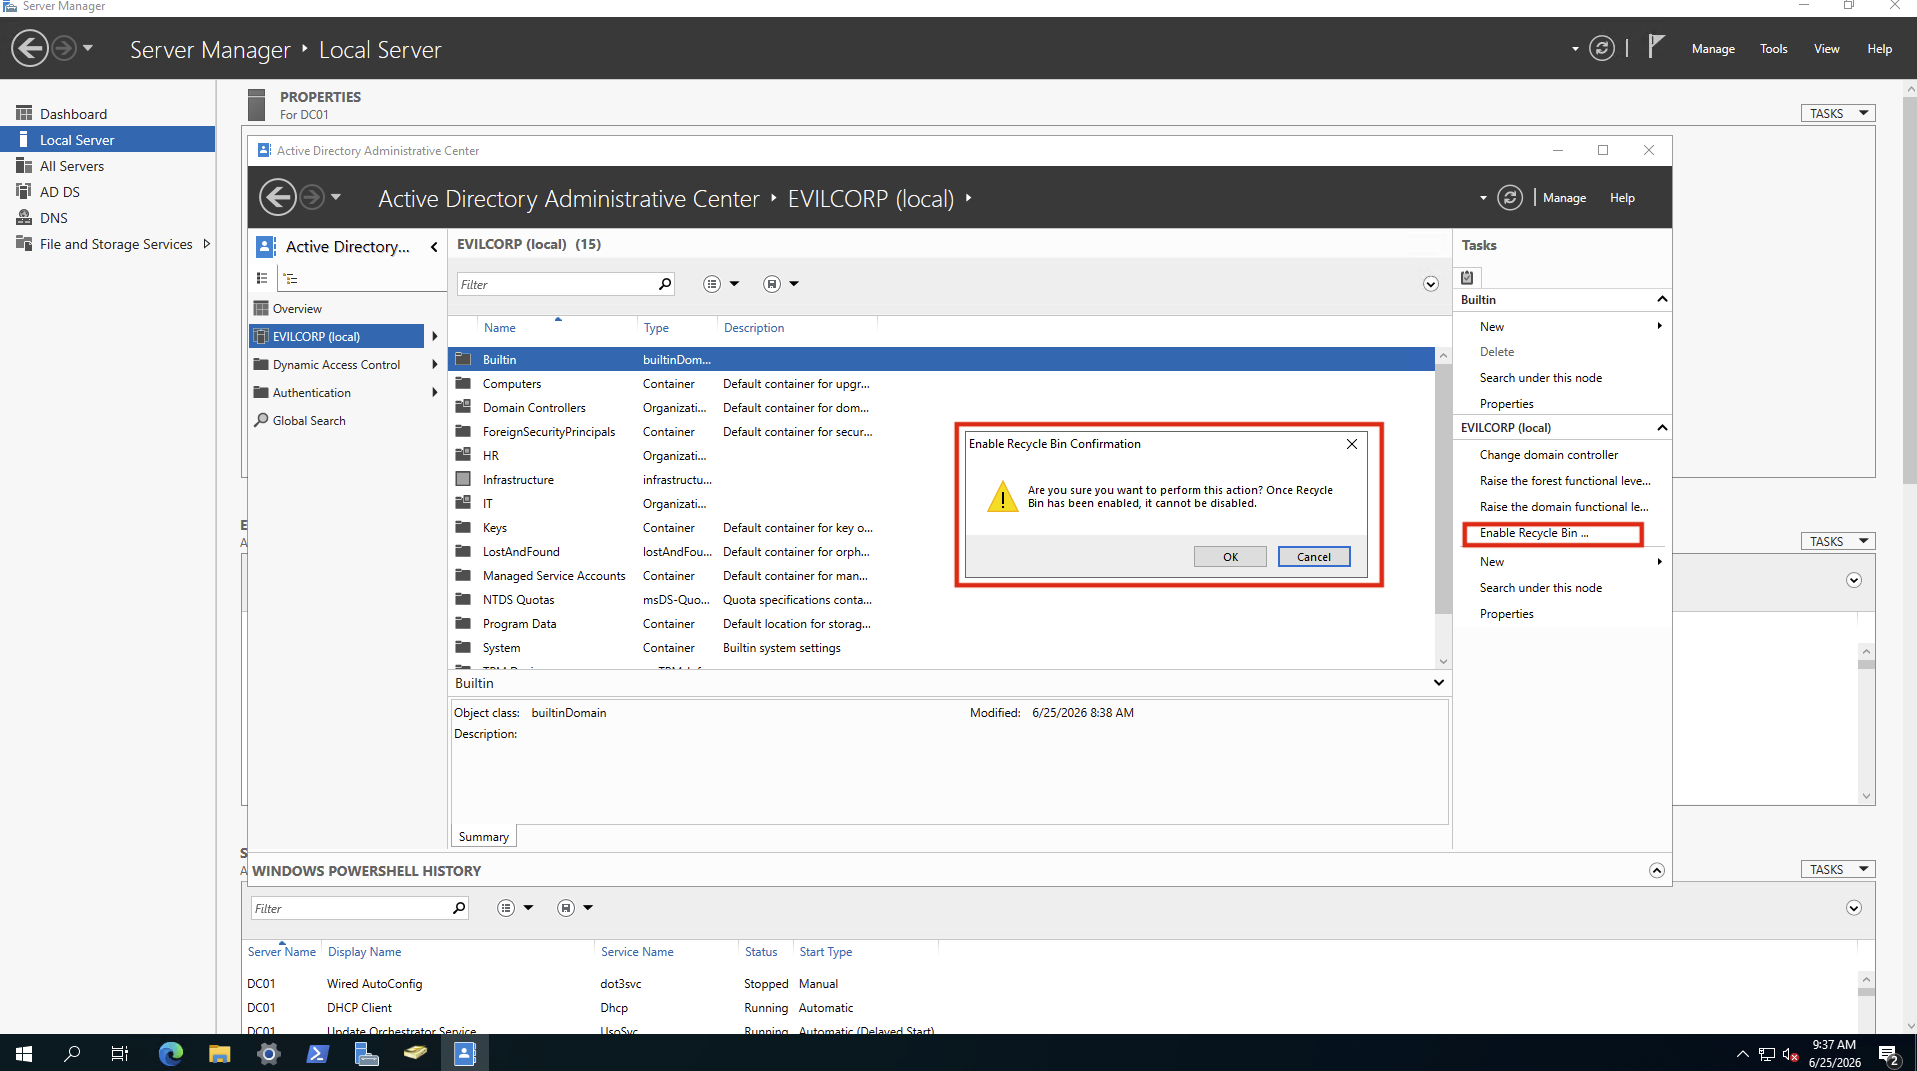 Server Manager
Server Manager • Local Server
Manage Tools View Help
Dashboard
Local Server
All Servers
AD DS
DNS
File and Storage Services
PROPERTIES
For DC01
TASKS
Active Directory Administrative Center
Active Directory Administrative Center • EVILCORP (local) •
Manage Help
Active Directory...
Overview
EVILCORP (local)
Dynamic Access Control
Authentication
Global Search
EVILCORP (local) (15)
Filter
Name Type Description
Builtin builtinDom...
Computers Container Default container for upgr...
Domain Controllers Organizati... Default container for dom...
ForeignSecurityPrincipals Container Default container for secur...
HR Organizati...
Infrastructure infrastructu...
IT Organizati...
Keys Container Default container for key o...
LostAndFound lostAndFou... Default container for orph...
Managed Service Accounts Container Default container for man...
NTDS Quotas msDS-Quo... Quota specifications conta...
Program Data Container Default location for storag...
System Container Builtin system settings
Builtin
Object class: builtinDomain Modified: 6/25/2026 8:38 AM
Description:
Summary
Enable Recycle Bin Confirmation
Are you sure you want to perform this action? Once Recycle
Bin has been enabled, it cannot be disabled.
OK Cancel
Tasks
Builtin
New
Delete
Search under this node
Properties
EVILCORP (local)
Change domain controller
Raise the forest functional leve...
Raise the domain functional le...
Enable Recycle Bin ...
New
Search under this node
Properties
TASKS
WINDOWS POWERSHELL HISTORY
TASKS
Filter
Server Name Display Name Service Name Status Start Type
DC01 Wired AutoConfig dot3svc Stopped Manual
DC01 DHCP Client Dhcp Running Automatic
DC01 Update Orchestrator Service UsoSvc Running Automatic (Delayed Start)
9:37 AM
6/25/2026
2